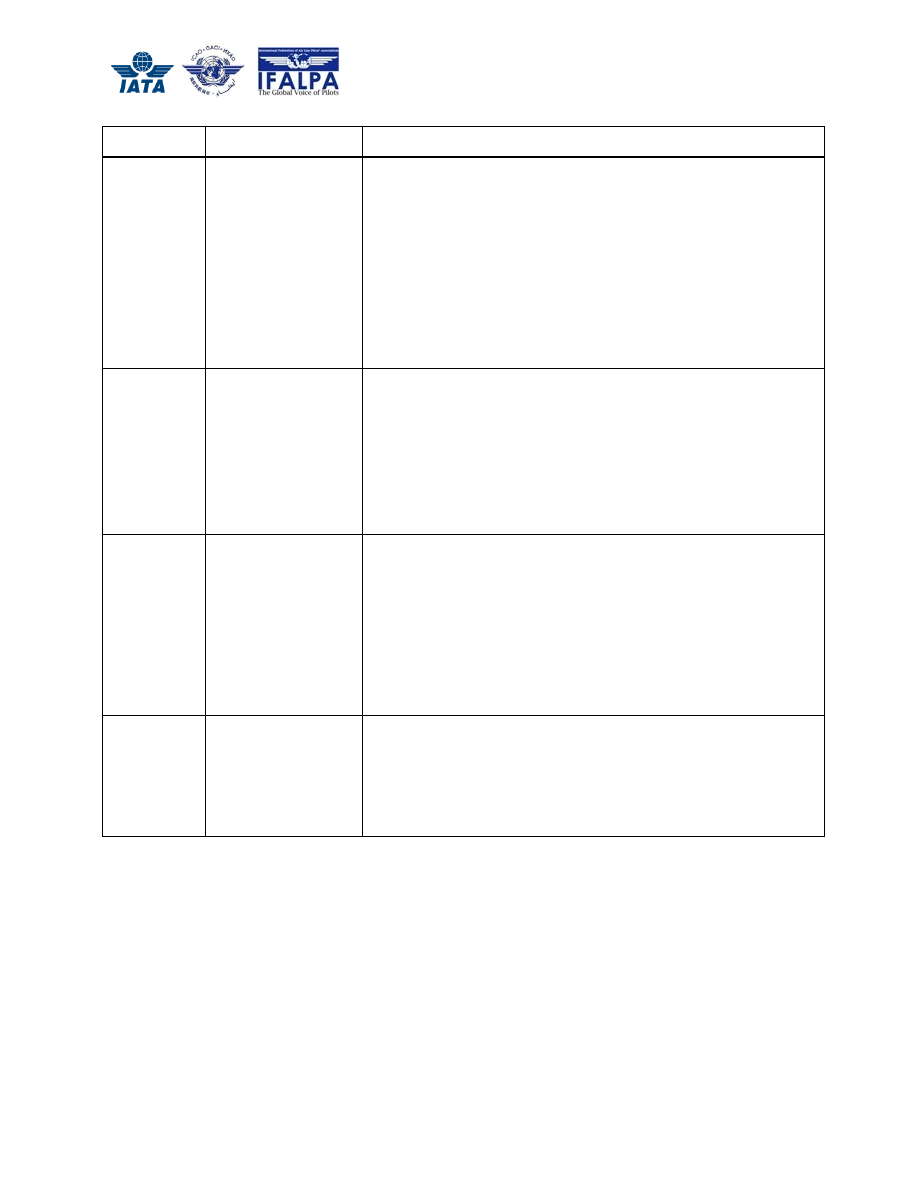 IATA
ICAO · OACI · ИКАО
International Federation of Air Line Pilots' Associations
IFALPA
The Global Voice of Pilots